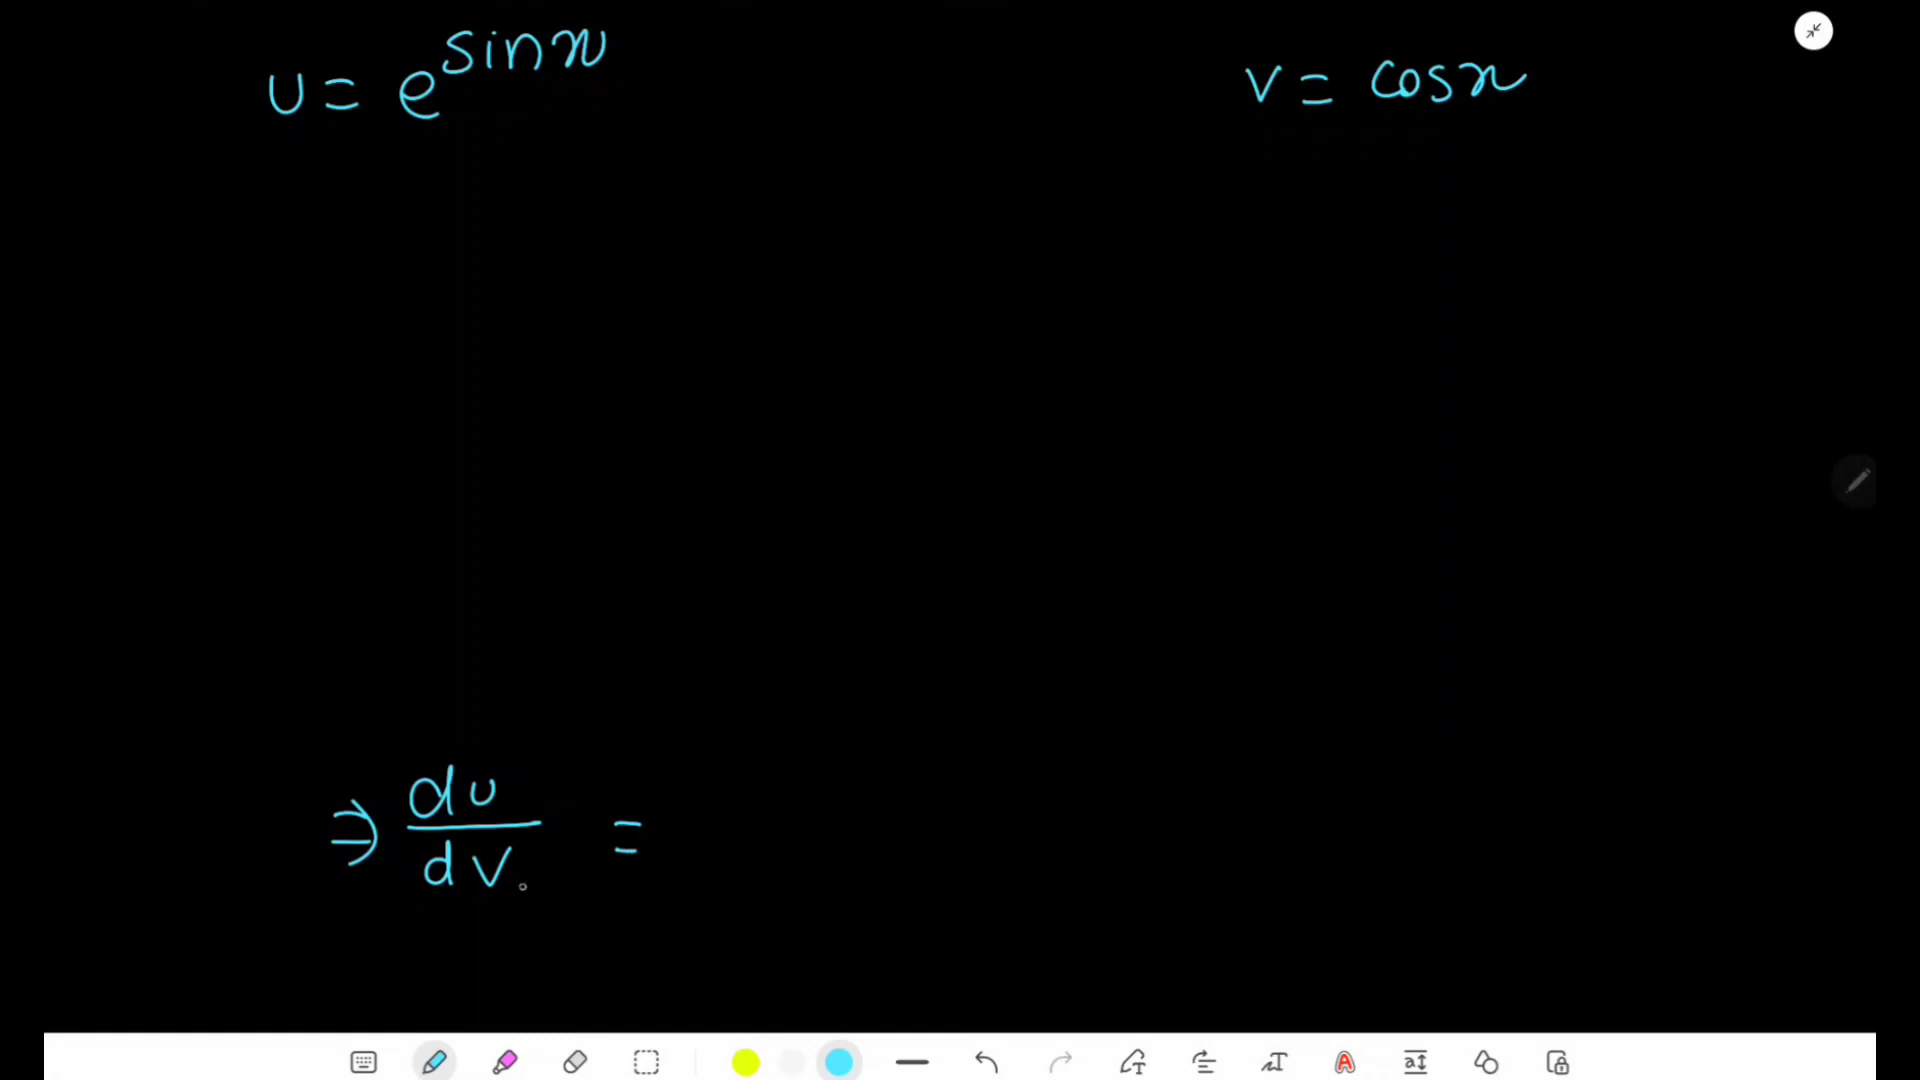 u = e^sinx
v = cosx
⇒ du/dv =